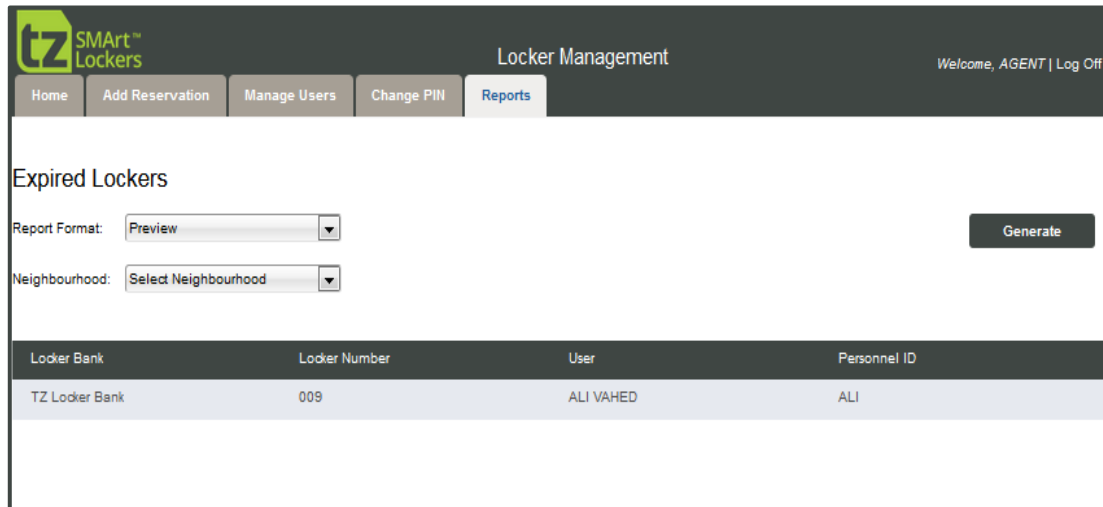 tz SMArt™
Lockers
Locker Management
Welcome, AGENT | Log Off
Home Add Reservation Manage Users Change PIN Reports
Expired Lockers
Report Format: Preview
Generate
Neighbourhood: Select Neighbourhood
Locker Bank Locker Number User Personnel ID
TZ Locker Bank 009 ALI VAHED ALI